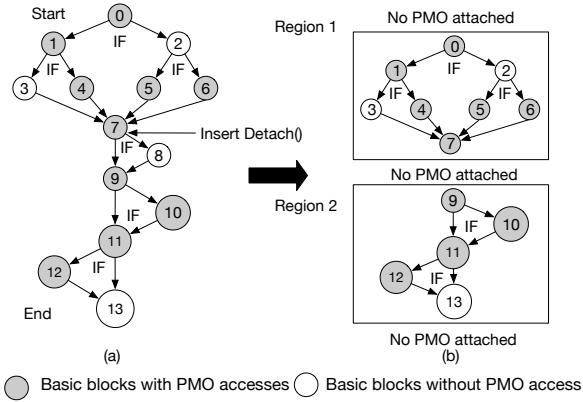 Start
0
IF
1
2
IF
IF
3
4
5
6
7
Insert Detach()
IF
8
9
IF
10
11
IF
12
13
End
(a)
Region 1
No PMO attached
0
IF
1
2
IF
IF
3
4
5
6
7
No PMO attached
Region 2
9
IF
10
11
IF
12
13
No PMO attached
(b)
Basic blocks with PMO accesses
Basic blocks without PMO access